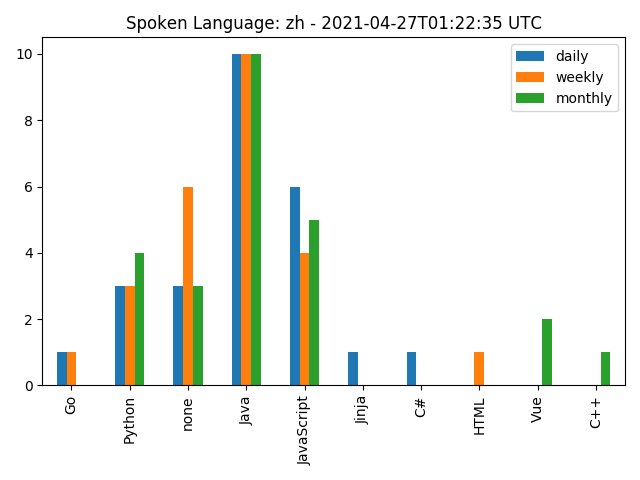 Spoken Language: zh - 2021-04-27T01:22:35 UTC
daily
weekly
monthly
10
8
6
4
2
0
Go
Python
none
Java
JavaScript
Jinja
C#
HTML
Vue
C++